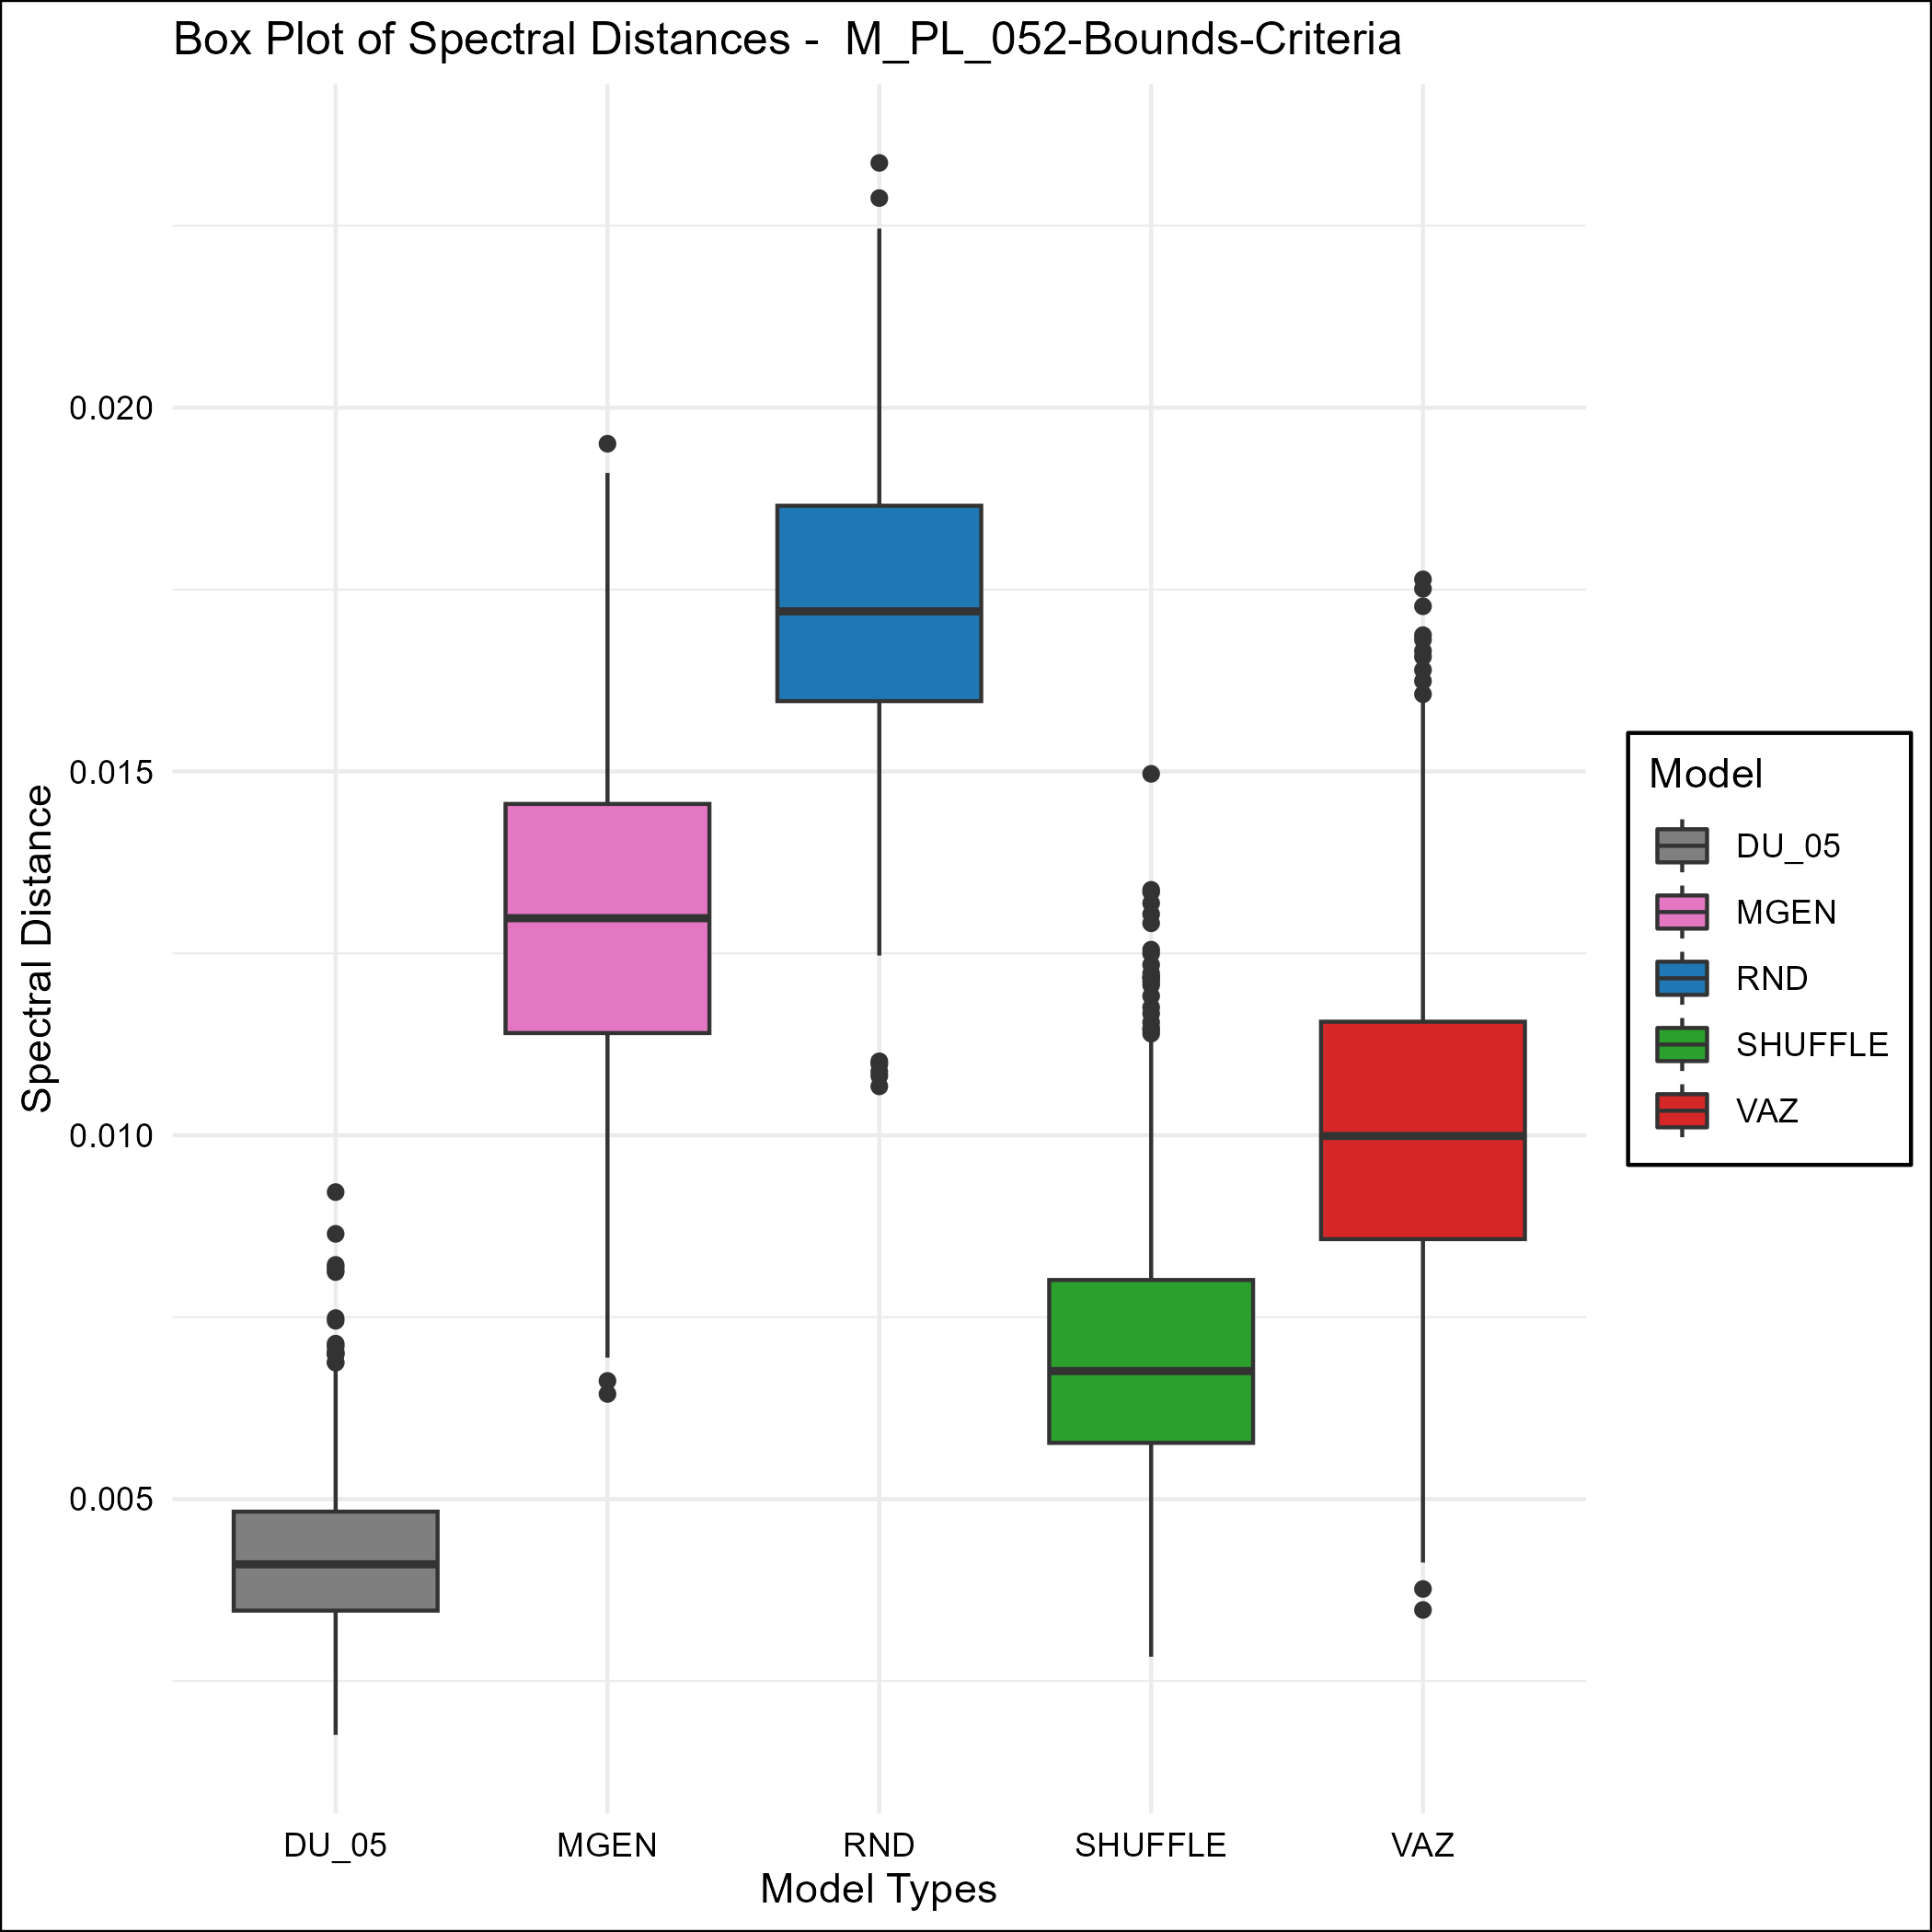 Box Plot of Spectral Distances -  M_PL_052-Bounds-Criteria
Spectral Distance
0.020
0.015
0.010
0.005
DU_05
MGEN
RND
SHUFFLE
VAZ
Model Types
Model
DU_05
MGEN
RND
SHUFFLE
VAZ